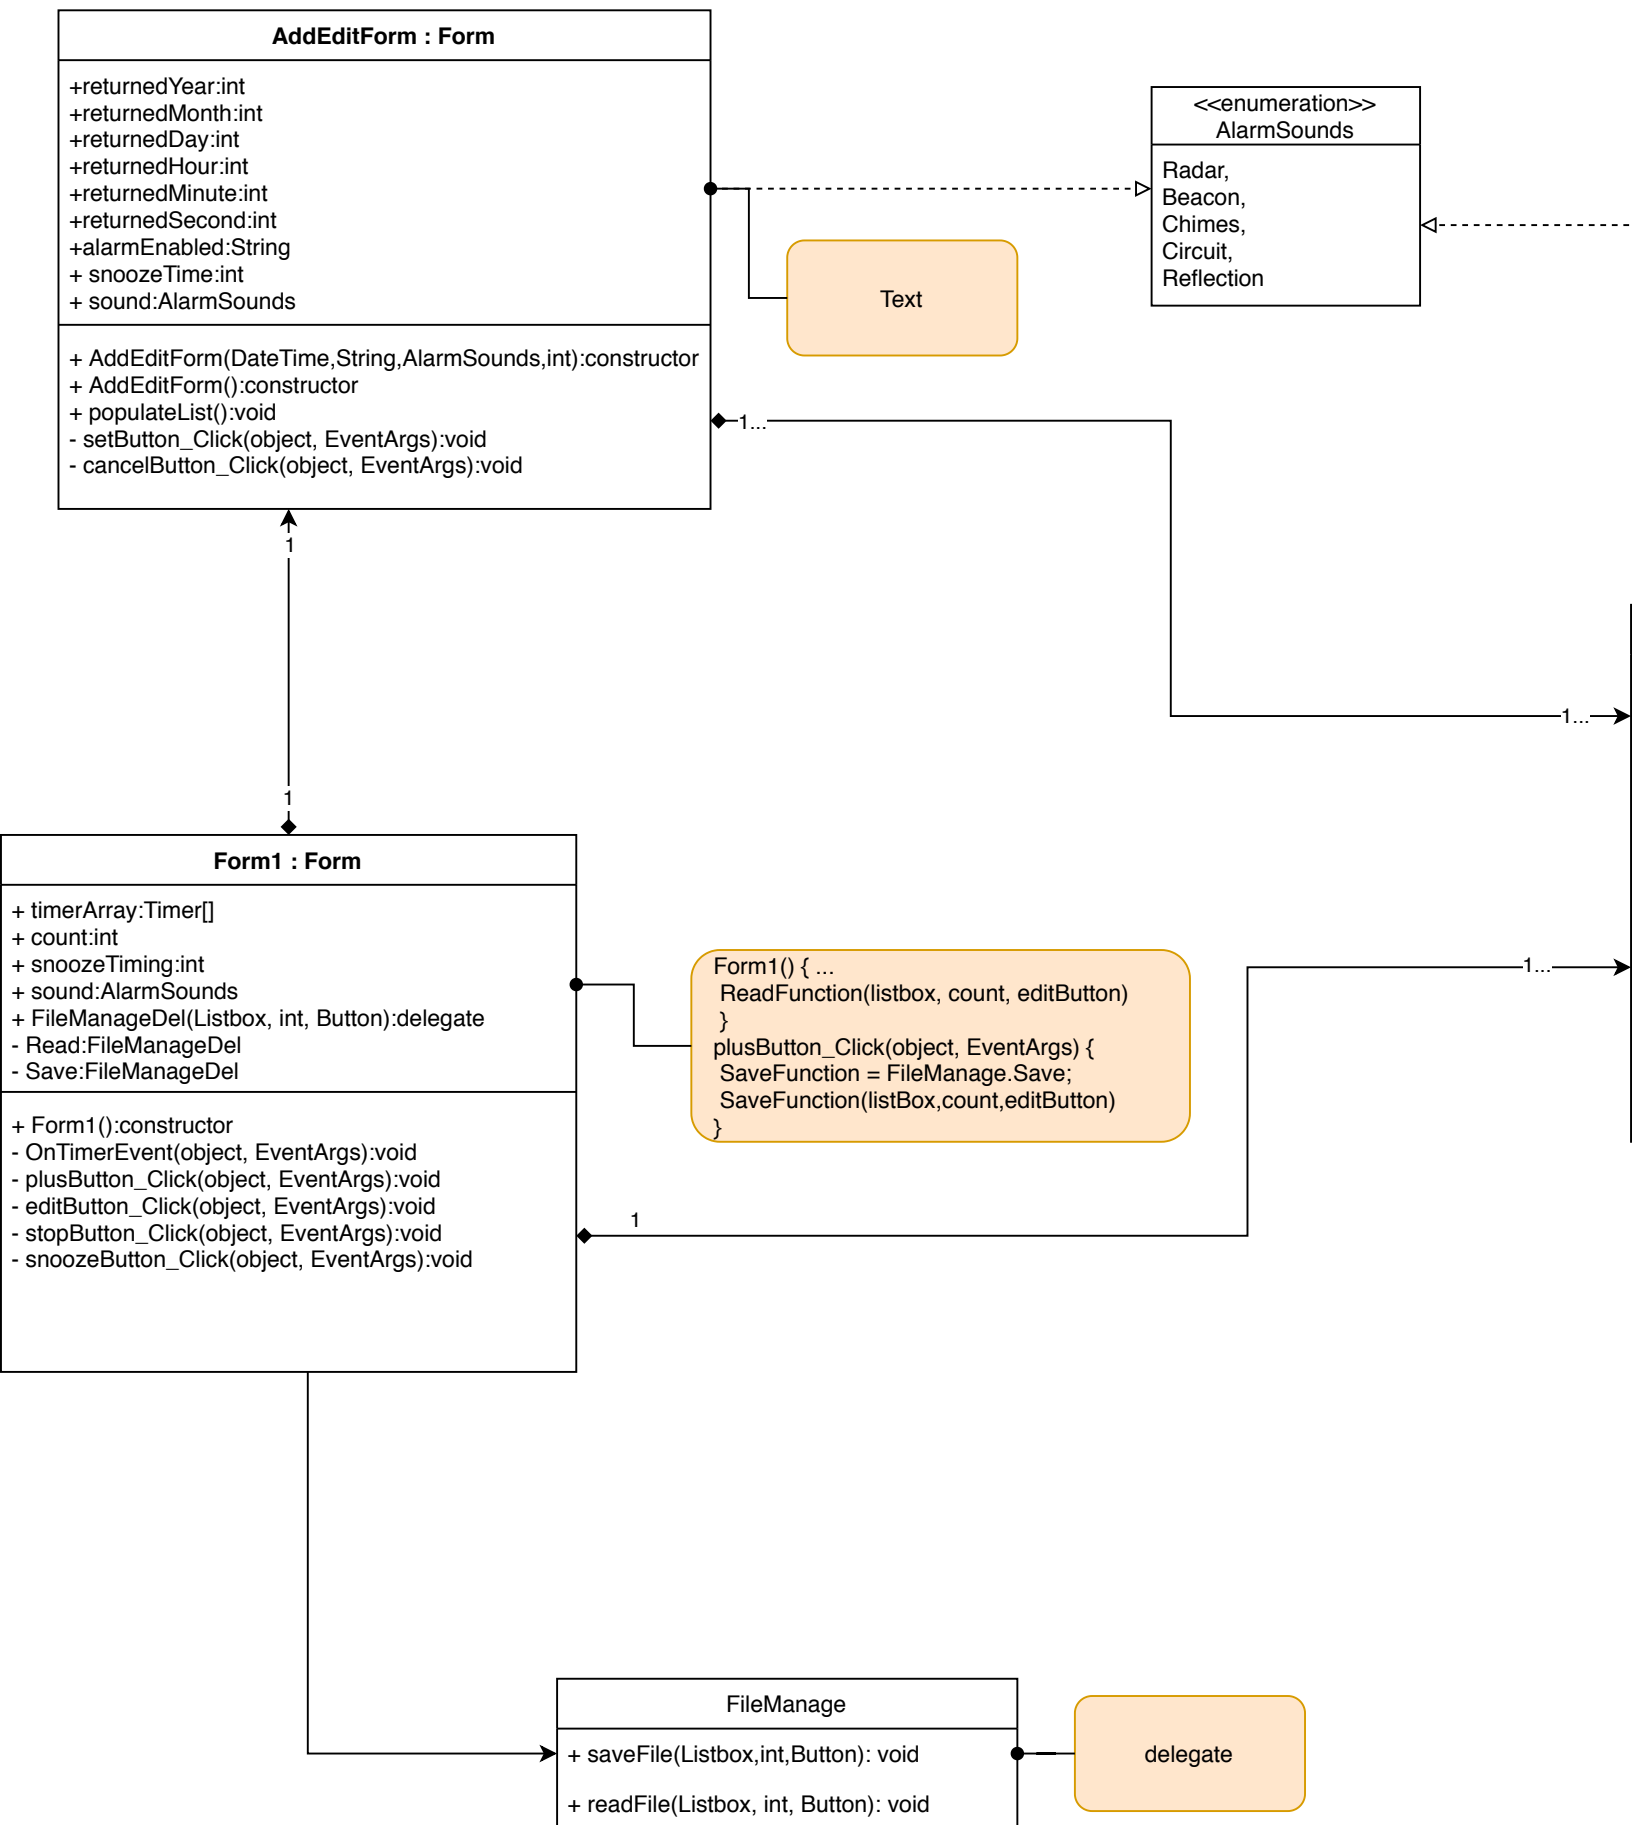 AddEditForm : Form
+returnedYear:int
+returnedMonth:int
+returnedDay:int
+returnedHour:int
+returnedMinute:int
+returnedSecond:int
+alarmEnabled:String
+ snoozeTime:int
+ sound:AlarmSounds
+ AddEditForm(DateTime,String,AlarmSounds,int):constructor
+ AddEditForm():constructor
+ populateList():void
- setButton_Click(object, EventArgs):void
- cancelButton_Click(object, EventArgs):void
<<enumeration>>
AlarmSounds
Radar,
Beacon,
Chimes,
Circuit,
Reflection
Text
1...
1...
1
1
Form1 : Form
+ timerArray:Timer[]
+ count:int
+ snoozeTiming:int
+ sound:AlarmSounds
+ FileManageDel(Listbox, int, Button):delegate
- Read:FileManageDel
- Save:FileManageDel
+ Form1():constructor
- OnTimerEvent(object, EventArgs):void
- plusButton_Click(object, EventArgs):void
- editButton_Click(object, EventArgs):void
- stopButton_Click(object, EventArgs):void
- snoozeButton_Click(object, EventArgs):void
Form1() { ...
ReadFunction(listbox, count, editButton)
}
plusButton_Click(object, EventArgs) {
SaveFunction = FileManage.Save;
SaveFunction(listBox,count,editButton)
}
1...
1
FileManage
+ saveFile(Listbox,int,Button): void
+ readFile(Listbox, int, Button): void
delegate